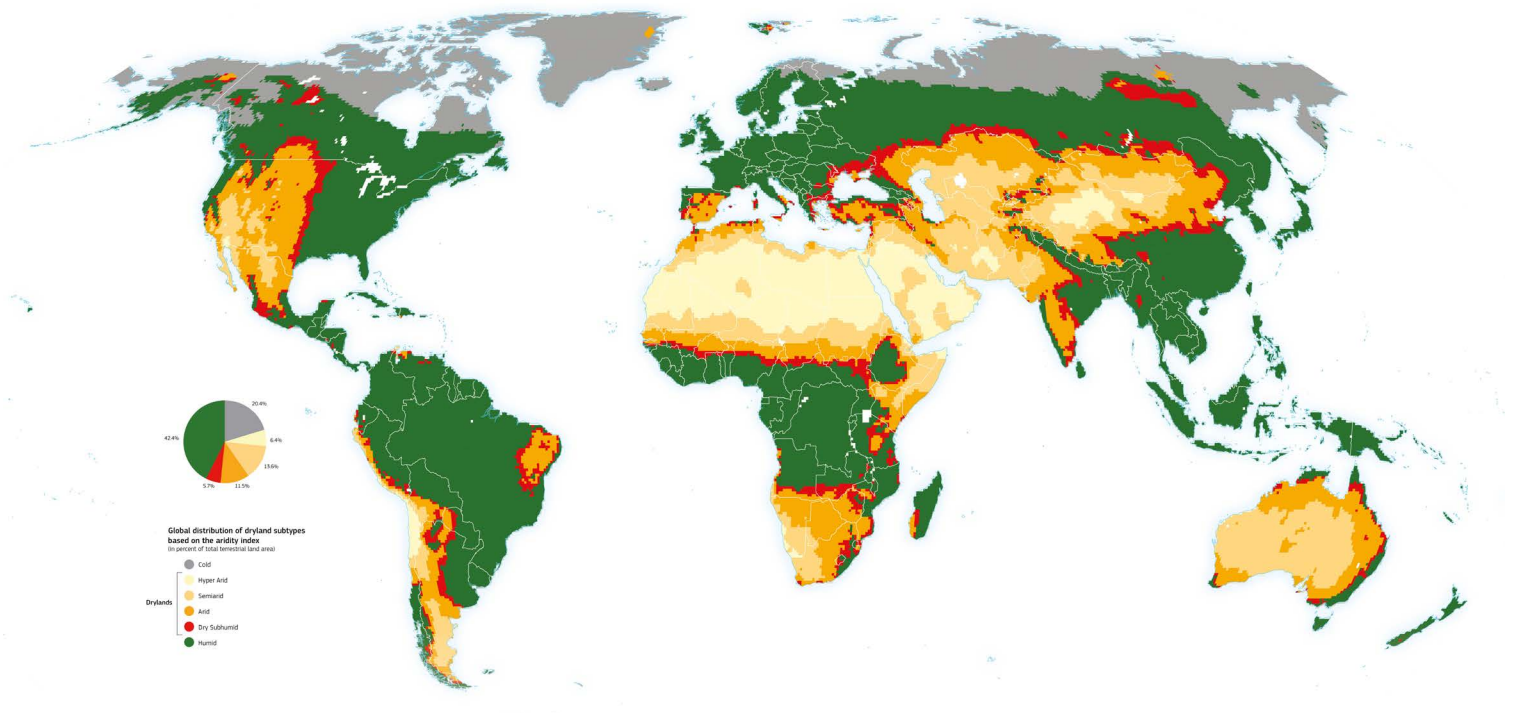 20.4%
42.4%
6.4%
13.6%
11.5%
5.7%
Global distribution of dryland subtypes
based on the aridity index
(in percent of total terrestrial land area)
Cold
Hyper Arid
Semiarid
Drylands
Arid
Dry Subhumid
Humid